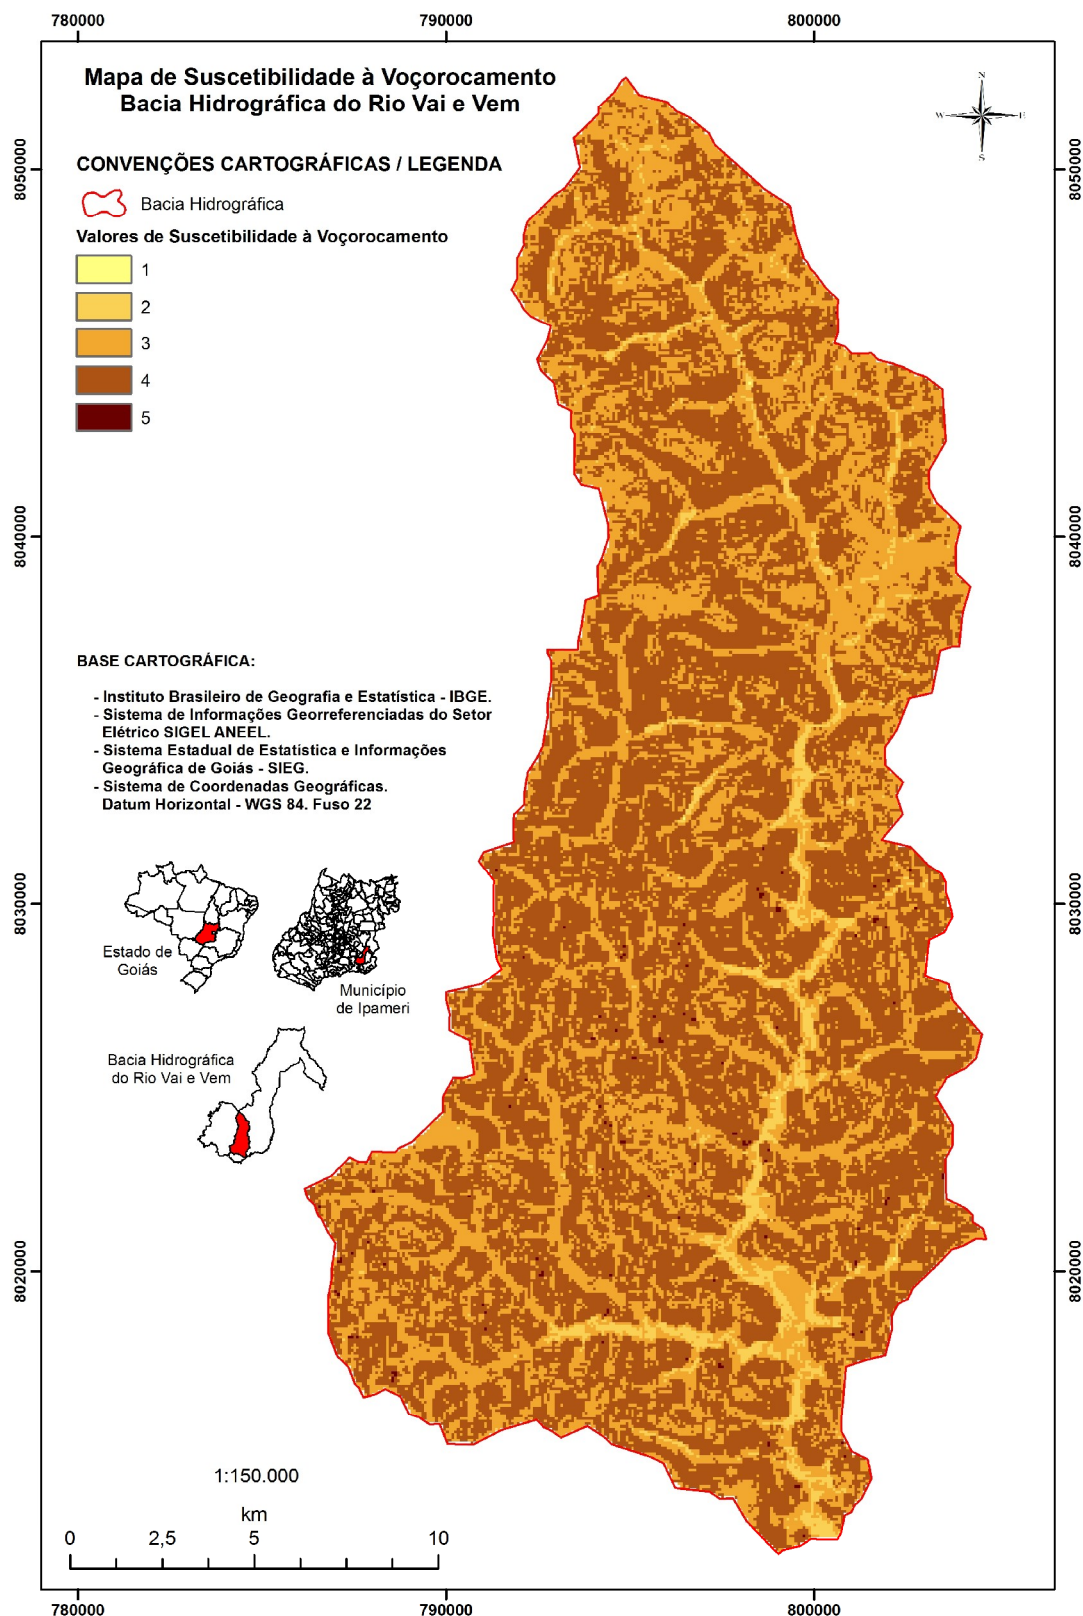 780000
790000
800000
Mapa de Suscetibilidade à Voçorocamento
Bacia Hidrográfica do Rio Vai e Vem
N
W
E
S
CONVENÇÕES CARTOGRÁFICAS / LEGENDA
8050000
8050000
Bacia Hidrográfica
Valores de Suscetibilidade à Voçorocamento
1
2
3
4
5
8040000
8040000
BASE CARTOGRÁFICA:
- Instituto Brasileiro de Geografia e Estatística - IBGE.
- Sistema de Informações Georreferenciadas do Setor
Elétrico SIGEL ANEEL.
- Sistema Estadual de Estatística e Informações
Geográfica de Goiás - SIEG.
- Sistema de Coordenadas Geográficas.
Datum Horizontal - WGS 84. Fuso 22
8030000
8030000
Estado de
Goiás
Município
de Ipameri
Bacia Hidrográfica
do Rio Vai e Vem
8020000
8020000
1:150.000
km
0
2,5
5
10
780000
790000
800000